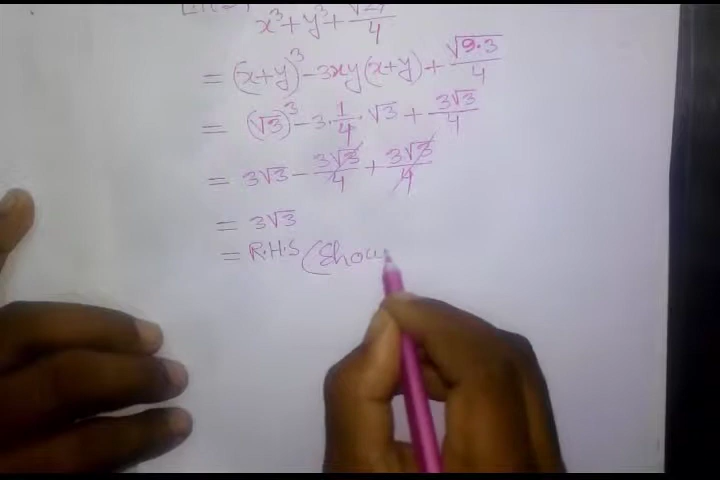 x³+y³+√27/4
= (x+y)³-3xy(x+y)+√9·3/4
= (√3)³-3·1/4·√3+3√3/4
= 3√3-3√3/4+3√3/4
= 3√3
= R.H.S (Show